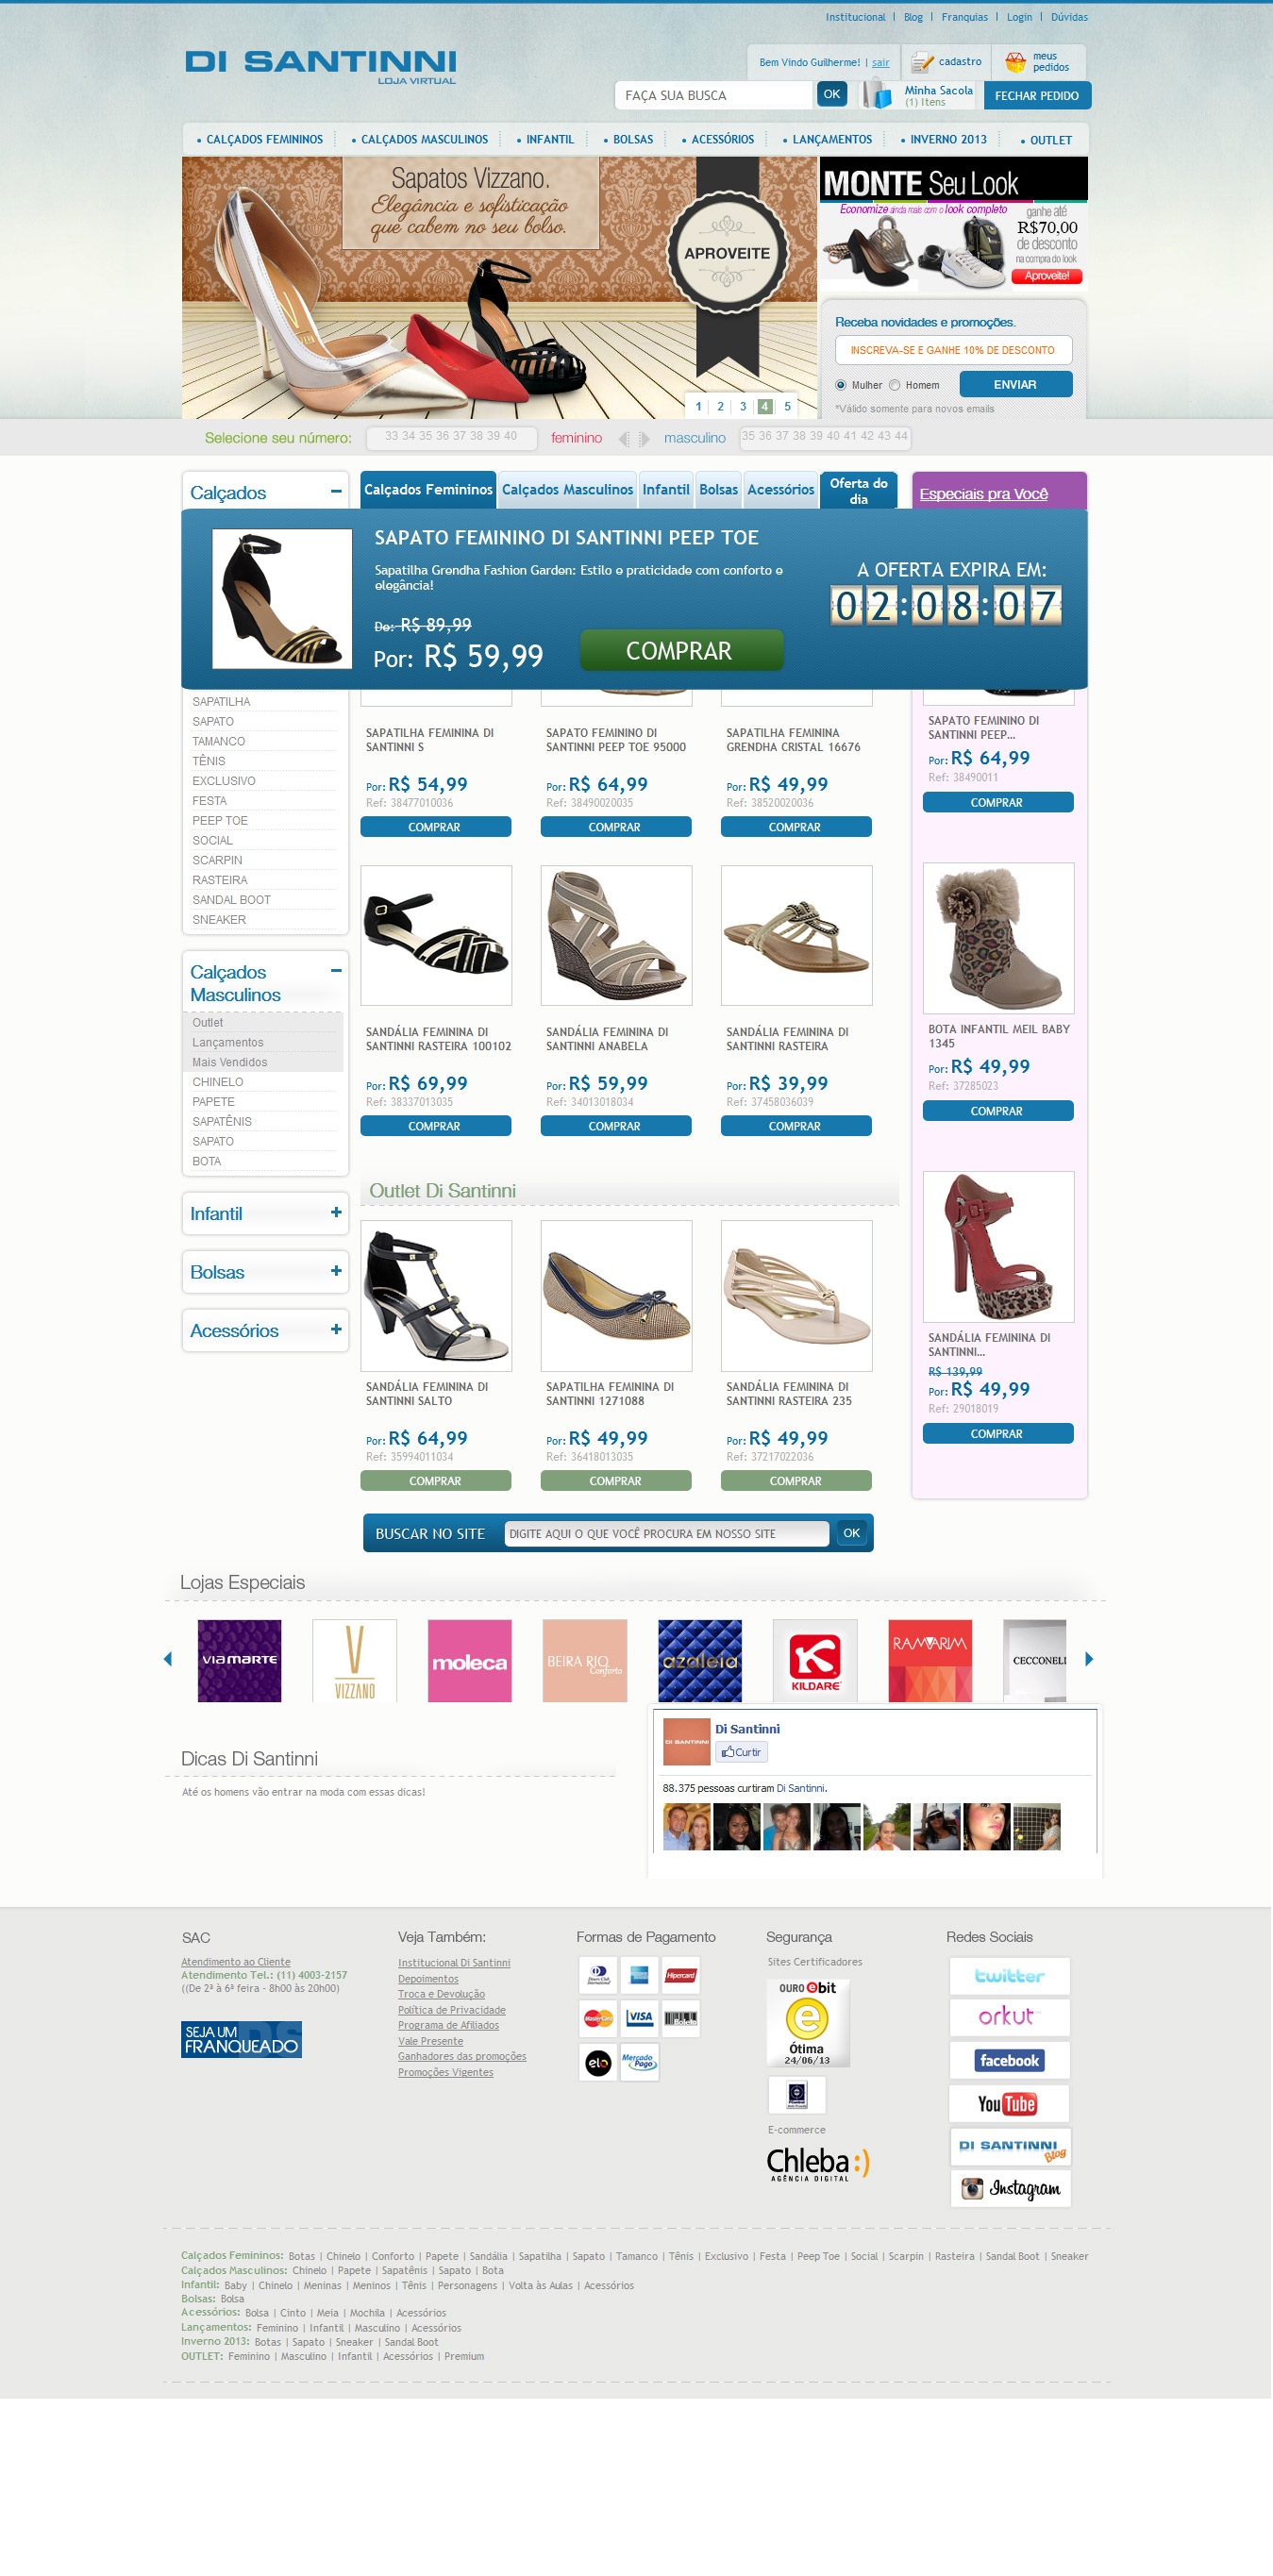 Institucional | Blog | Franquias | Login | Dúvidas
DI SANTINNI
LOJA VIRTUAL
Bem Vindo Guilherme! | sair
cadastro
meus pedidos
FAÇA SUA BUSCA
OK
Minha Sacola
(1) Itens
FECHAR PEDIDO
CALÇADOS FEMININOS
CALÇADOS MASCULINOS
INFANTIL
BOLSAS
ACESSÓRIOS
LANÇAMENTOS
INVERNO 2013
OUTLET
Sapatos Vizzano.
Elegância e sofisticação
que cabem no seu bolso.
APROVEITE
1 2 3 4 5
MONTE Seu Look
Economize ainda mais com o look completo
ganhe até
R$70,00
de desconto
na compra do look
Aproveite!
Receba novidades e promoções.
INSCREVA-SE E GANHE 10% DE DESCONTO
Mulher Homem
ENVIAR
*Válido somente para novos emails
Selecione seu número:
33 34 35 36 37 38 39 40
feminino
masculino
35 36 37 38 39 40 41 42 43 44
Calçados
Calçados Femininos
Calçados Masculinos
Infantil
Bolsas
Acessórios
Oferta do dia
Especiais pra Você
SAPATO FEMININO DI SANTINNI PEEP TOE
Sapatilha Grendha Fashion Garden: Estilo e praticidade com conforto e
elegância!
De: R$ 89,99
Por: R$ 59,99
COMPRAR
A OFERTA EXPIRA EM:
02:08:07
SAPATILHA
SAPATO
TAMANCO
TÊNIS
EXCLUSIVO
FESTA
PEEP TOE
SOCIAL
SCARPIN
RASTEIRA
SANDAL BOOT
SNEAKER
Calçados
Masculinos
Outlet
Lançamentos
Mais Vendidos
CHINELO
PAPETE
SAPATÊNIS
SAPATO
BOTA
Infantil
Bolsas
Acessórios
SAPATILHA FEMININA DI
SANTINNI S
Por: R$ 54,99
Ref: 38477010036
COMPRAR
SAPATO FEMININO DI
SANTINNI PEEP TOE 95000
Por: R$ 64,99
Ref: 38490020035
COMPRAR
SAPATILHA FEMININA
GRENDHA CRISTAL 16676
Por: R$ 49,99
Ref: 38520020036
COMPRAR
SANDÁLIA FEMININA DI
SANTINNI RASTEIRA 100102
Por: R$ 69,99
Ref: 38337013035
COMPRAR
SANDÁLIA FEMININA DI
SANTINNI ANABELA
Por: R$ 59,99
Ref: 34013018034
COMPRAR
SANDÁLIA FEMININA DI
SANTINNI RASTEIRA
Por: R$ 39,99
Ref: 37458036039
COMPRAR
Outlet Di Santinni
SANDÁLIA FEMININA DI
SANTINNI SALTO
Por: R$ 64,99
Ref: 35994011034
COMPRAR
SAPATILHA FEMININA DI
SANTINNI 1271088
Por: R$ 49,99
Ref: 36418013035
COMPRAR
SANDÁLIA FEMININA DI
SANTINNI RASTEIRA 235
Por: R$ 49,99
Ref: 37217022036
COMPRAR
SAPATO FEMININO DI
SANTINNI PEEP...
Por: R$ 64,99
Ref: 38490011
COMPRAR
BOTA INFANTIL MEIL BABY
1345
Por: R$ 49,99
Ref: 37285023
COMPRAR
SANDÁLIA FEMININA DI
SANTINNI...
R$ 139,99
Por: R$ 49,99
Ref: 29018019
COMPRAR
BUSCAR NO SITE
DIGITE AQUI O QUE VOCÊ PROCURA EM NOSSO SITE
OK
Lojas Especiais
VIAMARTE
V VIZZANO
moleca
BEIRA RIO Conforto
azaleia
K KILDARE
RAMARIM
CECCONELL
Dicas Di Santinni
Até os homens vão entrar na moda com essas dicas!
DI SANTINNI
Di Santinni
Curtir
88.375 pessoas curtiram Di Santinni.
SAC
Atendimento ao Cliente
Atendimento Tel.: (11) 4003-2157
((De 2ª à 6ª feira - 8h00 às 20h00)
SEJA UM
FRANQUEADO
Veja Também:
Institucional Di Santinni
Depoimentos
Troca e Devolução
Política de Privacidade
Programa de Afiliados
Vale Presente
Ganhadores das promoções
Promoções Vigentes
Formas de Pagamento
Diners Club International
Hipercard
MasterCard
VISA
Boleto
elo
Mercado Pago
Segurança
Sites Certificadores
OURO ebit
e
Ótima
24/06/13
E-commerce
Chleba:)
AGÊNCIA DIGITAL
Redes Sociais
twitter
orkut
facebook
YouTube
DI SANTINNI Blog
Instagram
Calçados Femininos: Botas | Chinelo | Conforto | Papete | Sandália | Sapatilha | Sapato | Tamanco | Tênis | Exclusivo | Festa | Peep Toe | Social | Scarpin | Rasteira | Sandal Boot | Sneaker
Calçados Masculinos: Chinelo | Papete | Sapatênis | Sapato | Bota
Infantil: Baby | Chinelo | Meninas | Meninos | Tênis | Personagens | Volta às Aulas | Acessórios
Bolsas: Bolsa
Acessórios: Bolsa | Cinto | Meia | Mochila | Acessórios
Lançamentos: Feminino | Infantil | Masculino | Acessórios
Inverno 2013: Botas | Sapato | Sneaker | Sandal Boot
OUTLET: Feminino | Masculino | Infantil | Acessórios | Premium